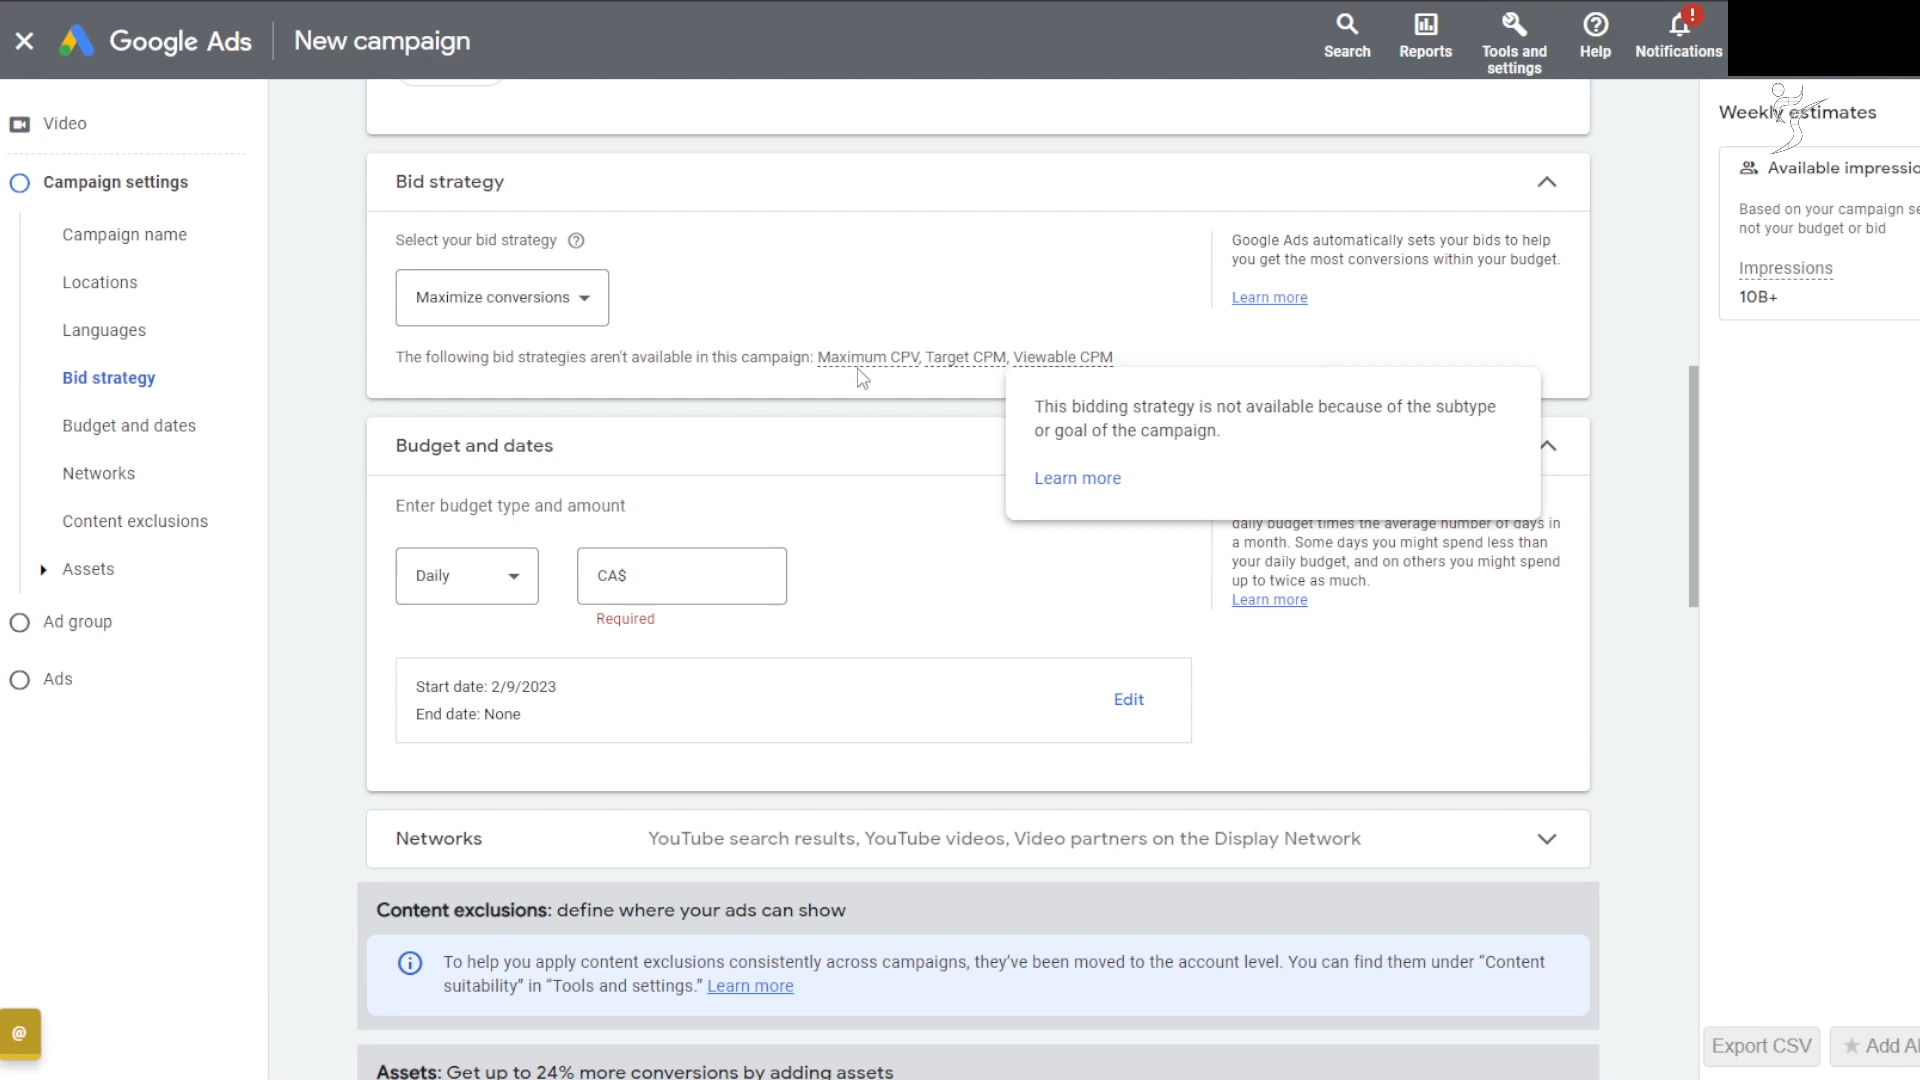 Google Ads
New campaign
Search
Reports
Tools and
settings
Help
Notifications
Video
Campaign settings
Campaign name
Locations
Languages
Bid strategy
Budget and dates
Networks
Content exclusions
Assets
Ad group
Ads
Bid strategy
Select your bid strategy
Maximize conversions
The following bid strategies aren't available in this campaign: Maximum CPV, Target CPM, Viewable CPM
Google Ads automatically sets your bids to help
you get the most conversions within your budget.
Learn more
This bidding strategy is not available because of the subtype
or goal of the campaign.
Learn more
Budget and dates
Enter budget type and amount
Daily
CA$
Required
daily budget times the average number of days in
a month. Some days you might spend less than
your daily budget, and on others you might spend
up to twice as much.
Learn more
Start date: 2/9/2023
End date: None
Edit
Networks
YouTube search results, YouTube videos, Video partners on the Display Network
Content exclusions: define where your ads can show
To help you apply content exclusions consistently across campaigns, they've been moved to the account level. You can find them under “Content
suitability” in “Tools and settings.” Learn more
Assets: Get up to 24% more conversions by adding assets
Weekly estimates
Available impressio
Based on your campaign se
not your budget or bid
Impressions
10B+
Export CSV
Add Al
@